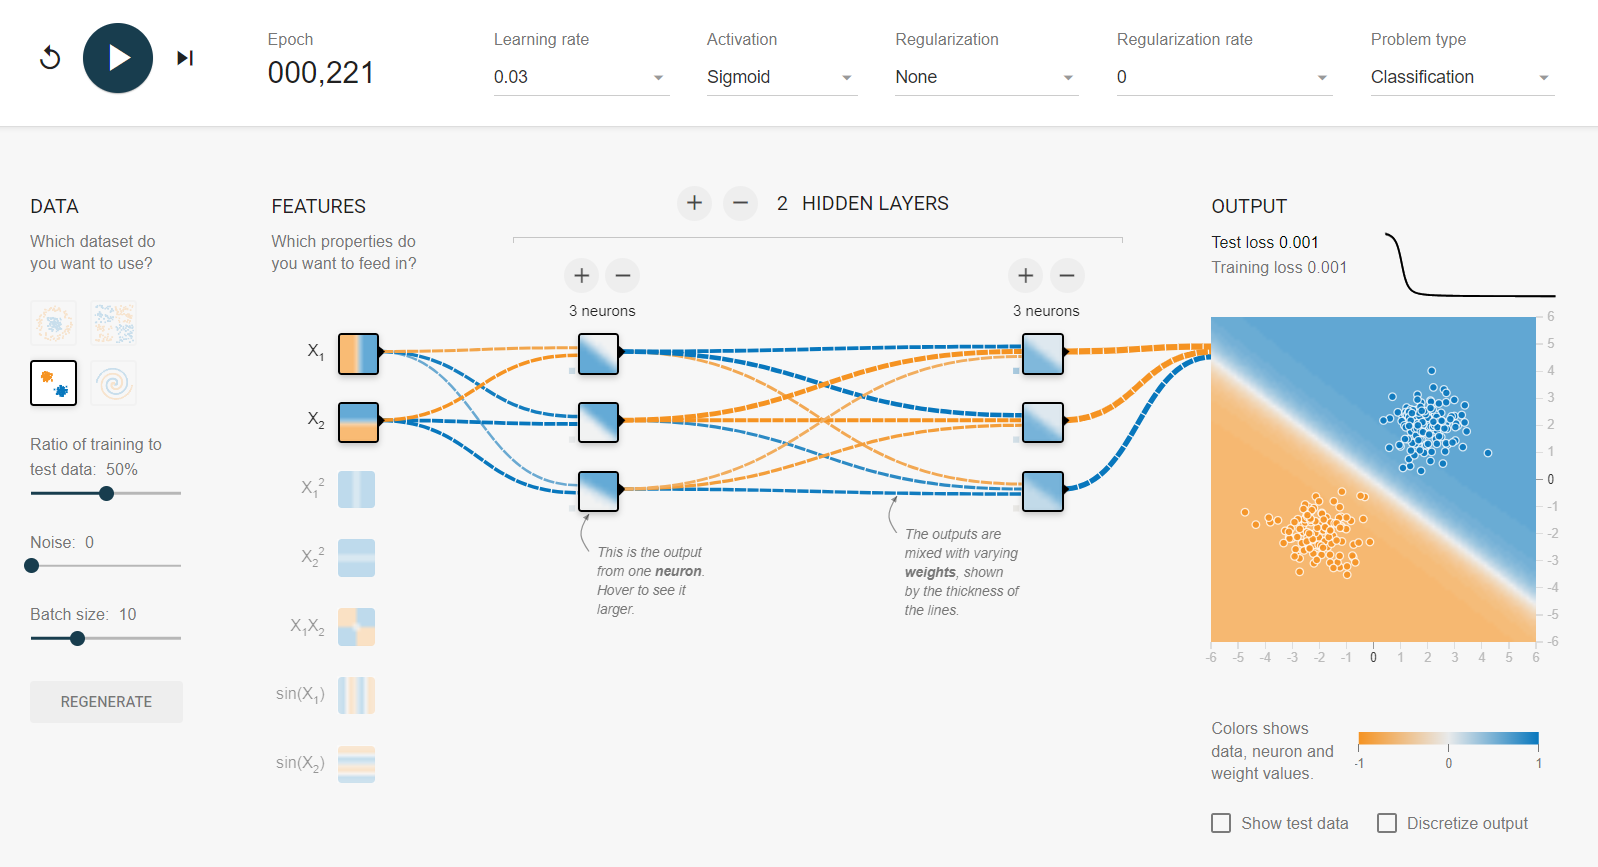 Epoch
000,221
Learning rate
0.03
Activation
Sigmoid
Regularization
None
Regularization rate
0
Problem type
Classification
DATA
Which dataset do
you want to use?
Ratio of training to
test data: 50%
Noise: 0
Batch size: 10
REGENERATE
FEATURES
Which properties do
you want to feed in?
X1
X2
X1²
X2²
X1X2
sin(X1)
sin(X2)
+ − 2 HIDDEN LAYERS
+ −
3 neurons
+ −
3 neurons
This is the output
from one neuron.
Hover to see it
larger.
The outputs are
mixed with varying
weights, shown
by the thickness of
the lines.
OUTPUT
Test loss 0.001
Training loss 0.001
6
5
4
3
2
1
0
-1
-2
-3
-4
-5
-6
-6 -5 -4 -3 -2 -1 0 1 2 3 4 5 6
Colors shows
data, neuron and
weight values.
-1 0 1
Show test data
Discretize output